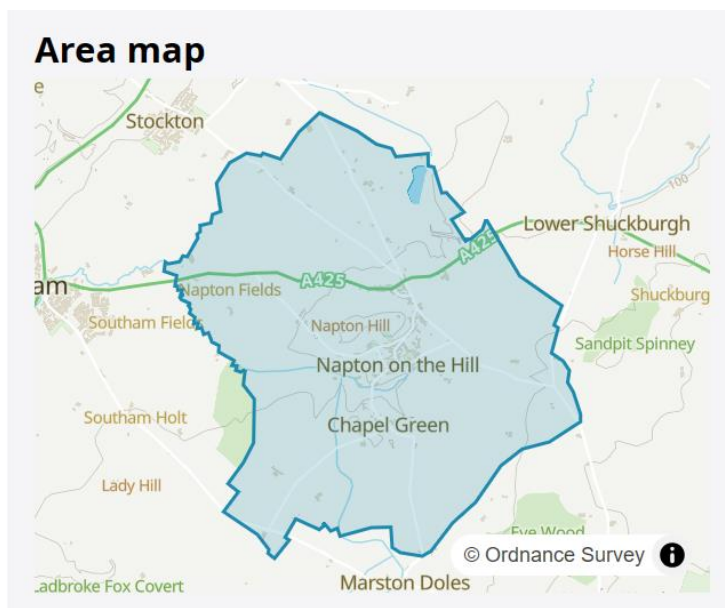 Area map
e
Stockton
Lower Shuckburgh
A425
Horse Hill
100
am
Napton Fields
A425
Shuckburg
Southam Fields
Napton Hill
Sandpit Spinney
Napton on the Hill
Southam Holt
Chapel Green
Lady Hill
Eve Wood
© Ordnance Survey
adbroke Fox Covert
Marston Doles